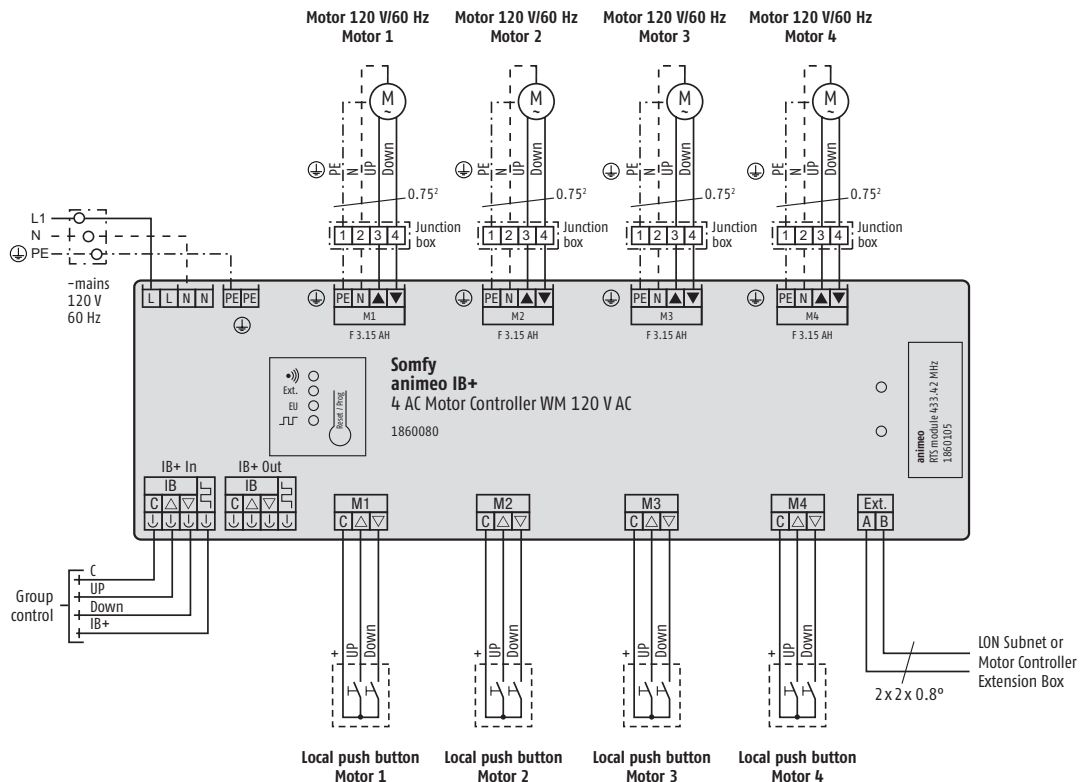 Motor 120 V/60 Hz
Motor 1
Motor 120 V/60 Hz
Motor 2
Motor 120 V/60 Hz
Motor 3
Motor 120 V/60 Hz
Motor 4
M
~
M
~
M
~
M
~
PE
N
UP
Down
PE
N
UP
Down
PE
N
UP
Down
PE
N
UP
Down
0.75²
0.75²
0.75²
0.75²
1 2 3 4
Junction
box
1 2 3 4
Junction
box
1 2 3 4
Junction
box
1 2 3 4
Junction
box
L1
N
PE
~mains
120 V
60 Hz
L L N N
PE PE
PE N ▲ ▼
M1
F 3.15 AH
PE N ▲ ▼
M2
F 3.15 AH
PE N ▲ ▼
M3
F 3.15 AH
PE N ▲ ▼
M4
F 3.15 AH
Ext.
EU
Reset / Prog
Somfy
animeo IB+
4 AC Motor Controller WM 120 V AC
1860080
animeo
RTS module 433.42 MHz
1860105
IB+ In
IB
C △ ▽
IB+ Out
IB
C △ ▽
M1
C △ ▽
M2
C △ ▽
M3
C △ ▽
M4
C △ ▽
Ext.
A B
Group
control
C
UP
Down
IB+
+
UP
Down
+
UP
Down
+
UP
Down
+
UP
Down
2 x 2 x 0.8º
LON Subnet or
Motor Controller
Extension Box
Local push button
Motor 1
Local push button
Motor 2
Local push button
Motor 3
Local push button
Motor 4